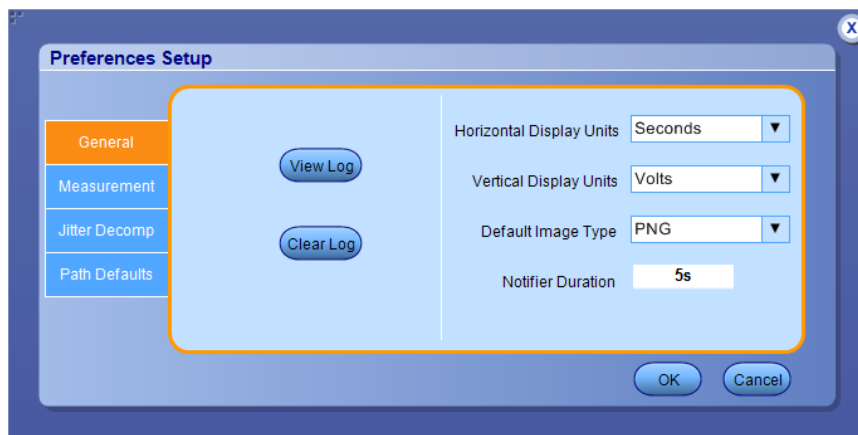 X
Preferences Setup
General
Measurement
Jitter Decomp
Path Defaults
View Log
Clear Log
Horizontal Display Units Seconds
Vertical Display Units Volts
Default Image Type PNG
Notifier Duration 5s
OK Cancel